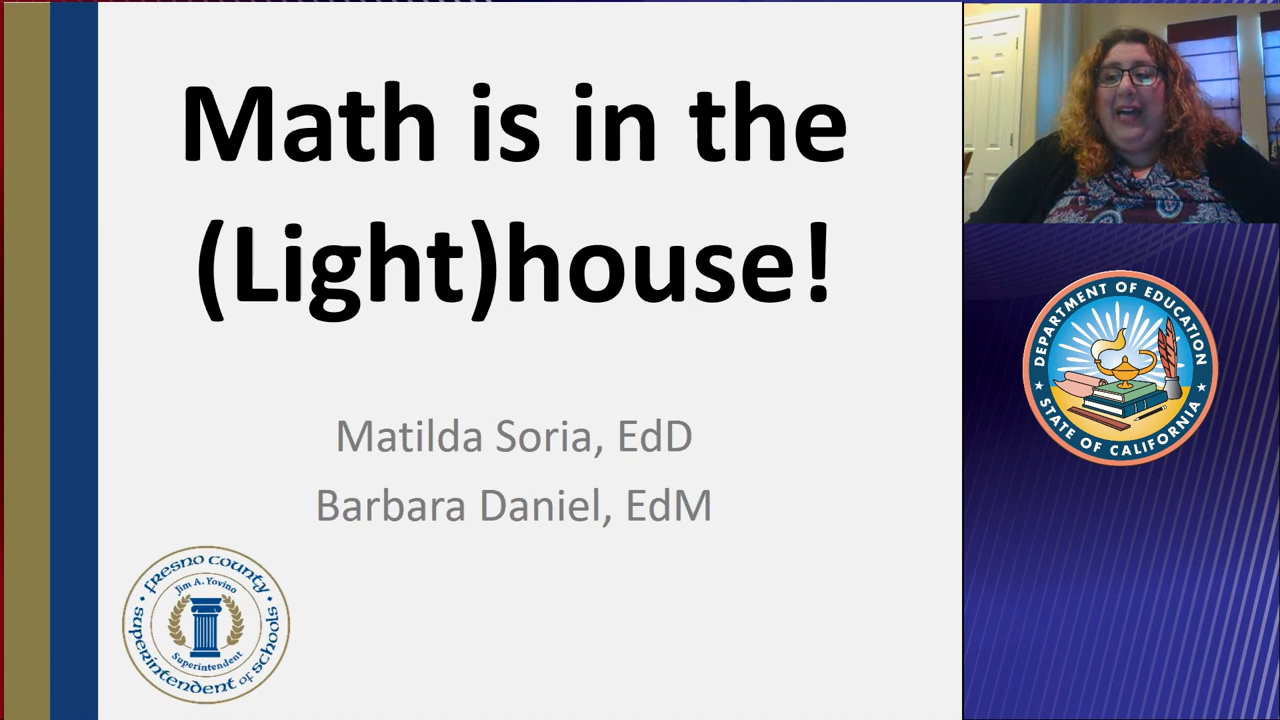 Math is in the
(Light)house!
Matilda Soria, EdD
Barbara Daniel, EdM
Fresno County
Superintendent of Schools
Jim A. Yovino
Superintendent
DEPARTMENT OF EDUCATION
STATE OF CALIFORNIA